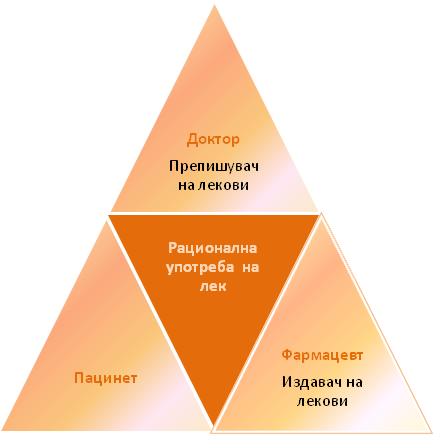 Доктор
Препишувач
на лекови
Рационална
употреба на
лек
Пацинет
Фармацевт
Издавач на
лекови